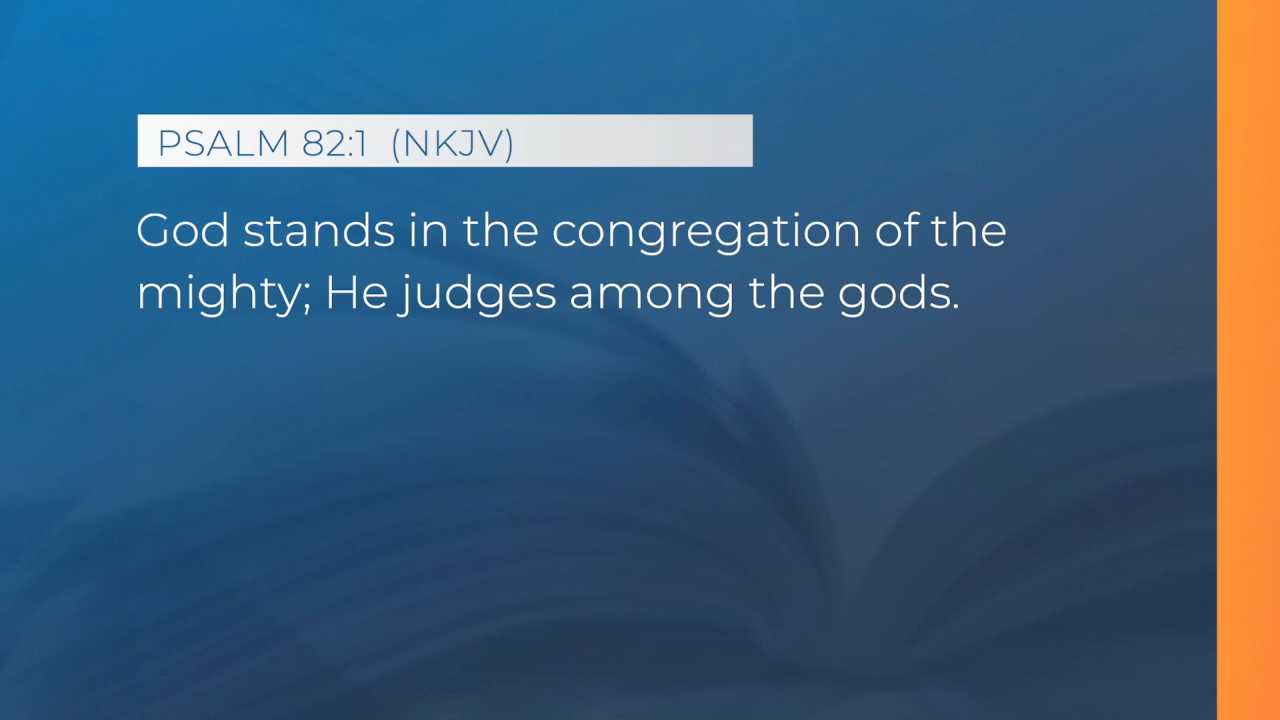 PSALM 82:1 (NKJV)
God stands in the congregation of the
mighty; He judges among the gods.